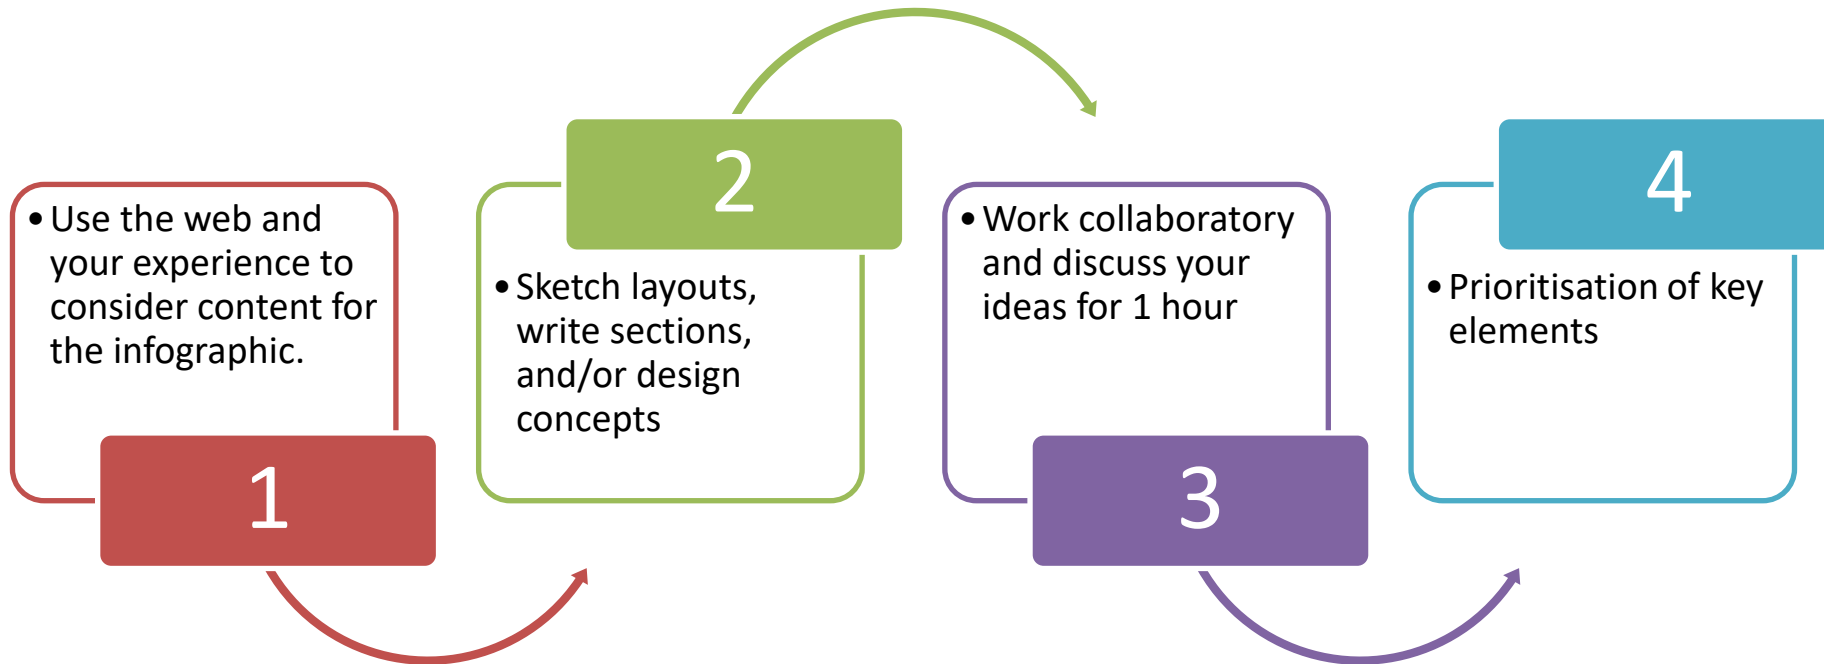 1
• Use the web and
your experience to
consider content for
the infographic.
2
• Sketch layouts,
write sections,
and/or design
concepts
3
• Work collaboratory
and discuss your
ideas for 1 hour
4
• Prioritisation of key
elements